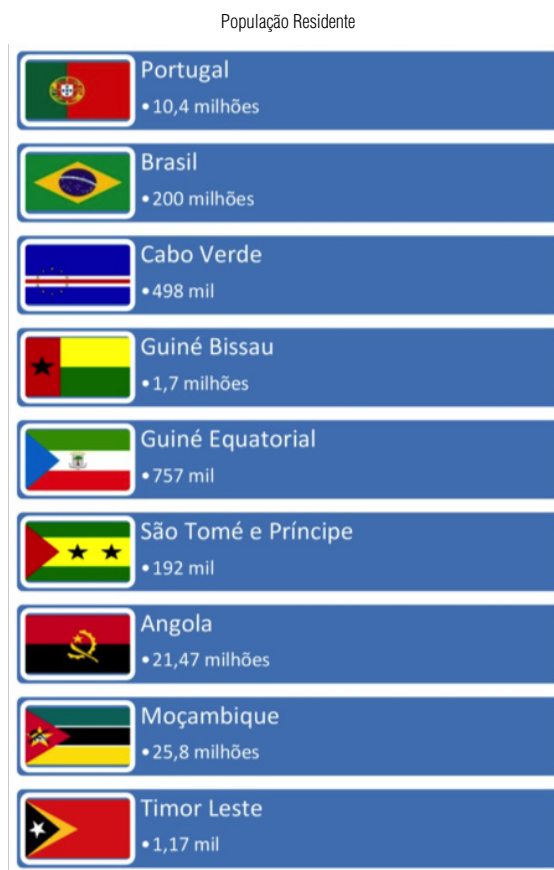 População Residente
Portugal
•10,4 milhões
Brasil
•200 milhões
Cabo Verde
•498 mil
Guiné Bissau
•1,7 milhões
Guiné Equatorial
•757 mil
São Tomé e Príncipe
•192 mil
Angola
•21,47 milhões
Moçambique
•25,8 milhões
Timor Leste
•1,17 mil